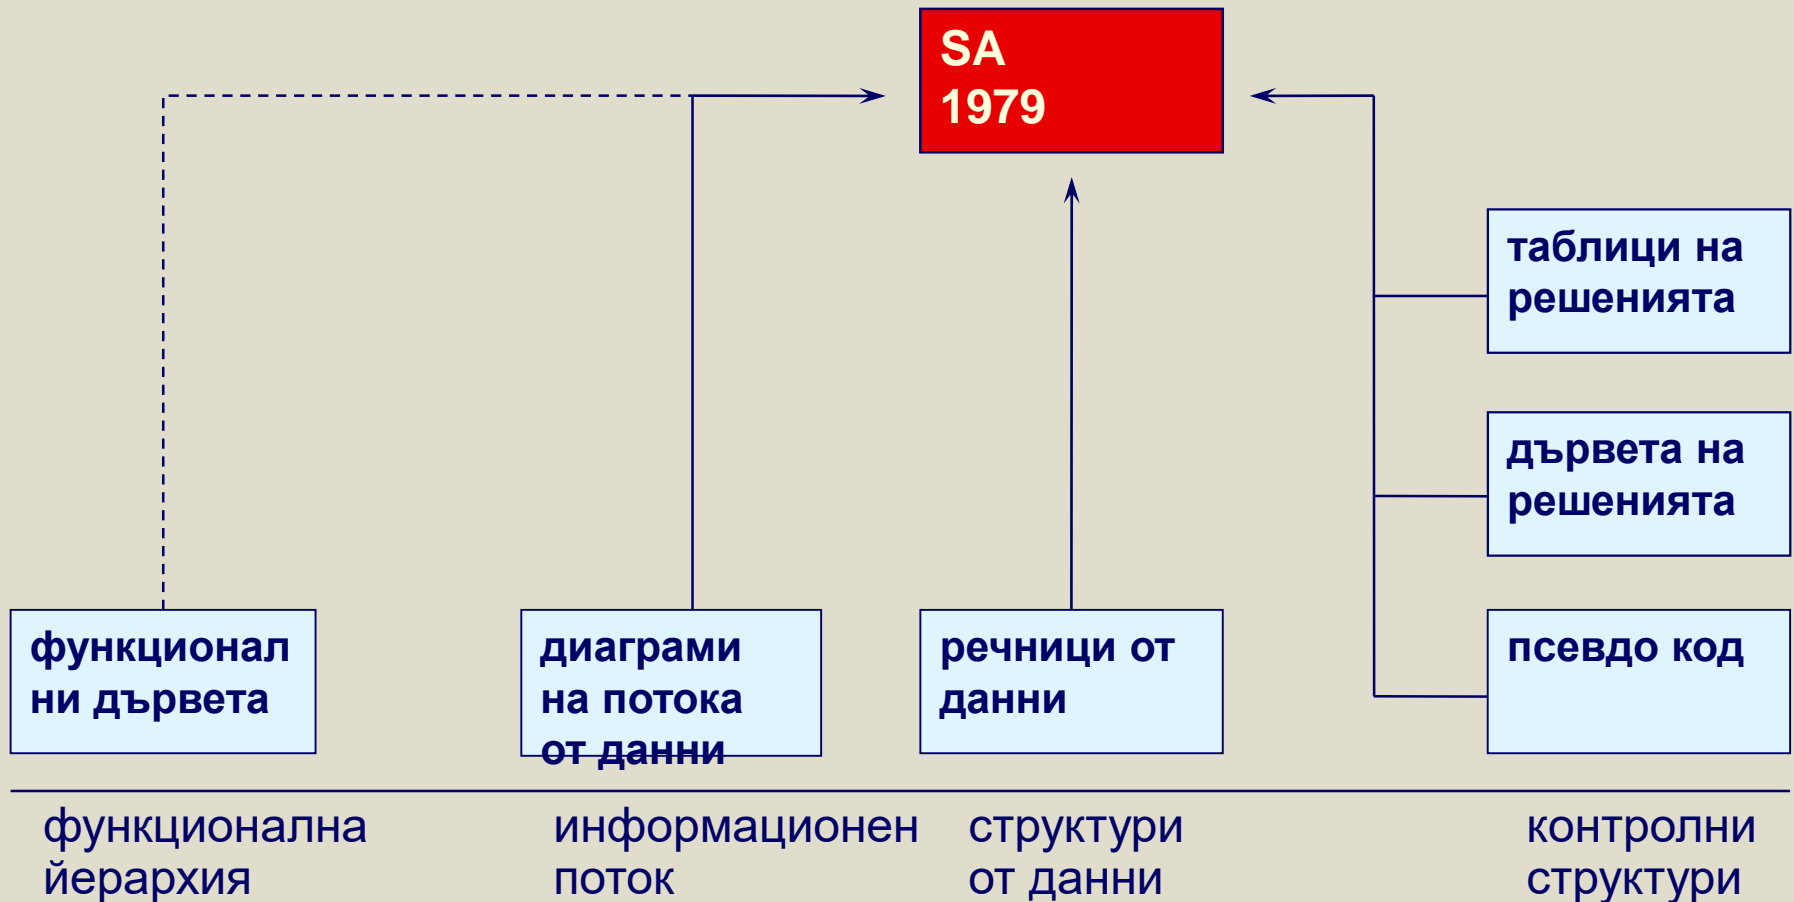 SA
1979
таблици на
решенията
дървета на
решенията
функционал
ни дървета
диаграми
на потока
от данни
речници от
данни
псевдо код
функционална
йерархия
информационен
поток
структури
от данни
контролни
структури